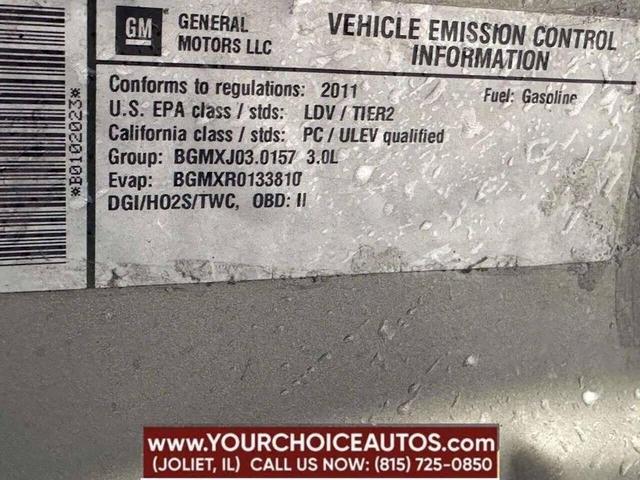 GM GENERAL MOTORS LLC
VEHICLE EMISSION CONTROL
INFORMATION
Conforms to regulations: 2011
Fuel: Gasoline
U.S. EPA class / stds: LDV / TIER2
California class / stds: PC / ULEV qualified
Group: BGMXJ03.0157 3.0L
Evap: BGMXR0133810
DGI/HO2S/TWC, OBD: II
*B0102023*
www.YOURCHOICEAUTOS.com
(JOLIET, IL) CALL US NOW: (815) 725-0850